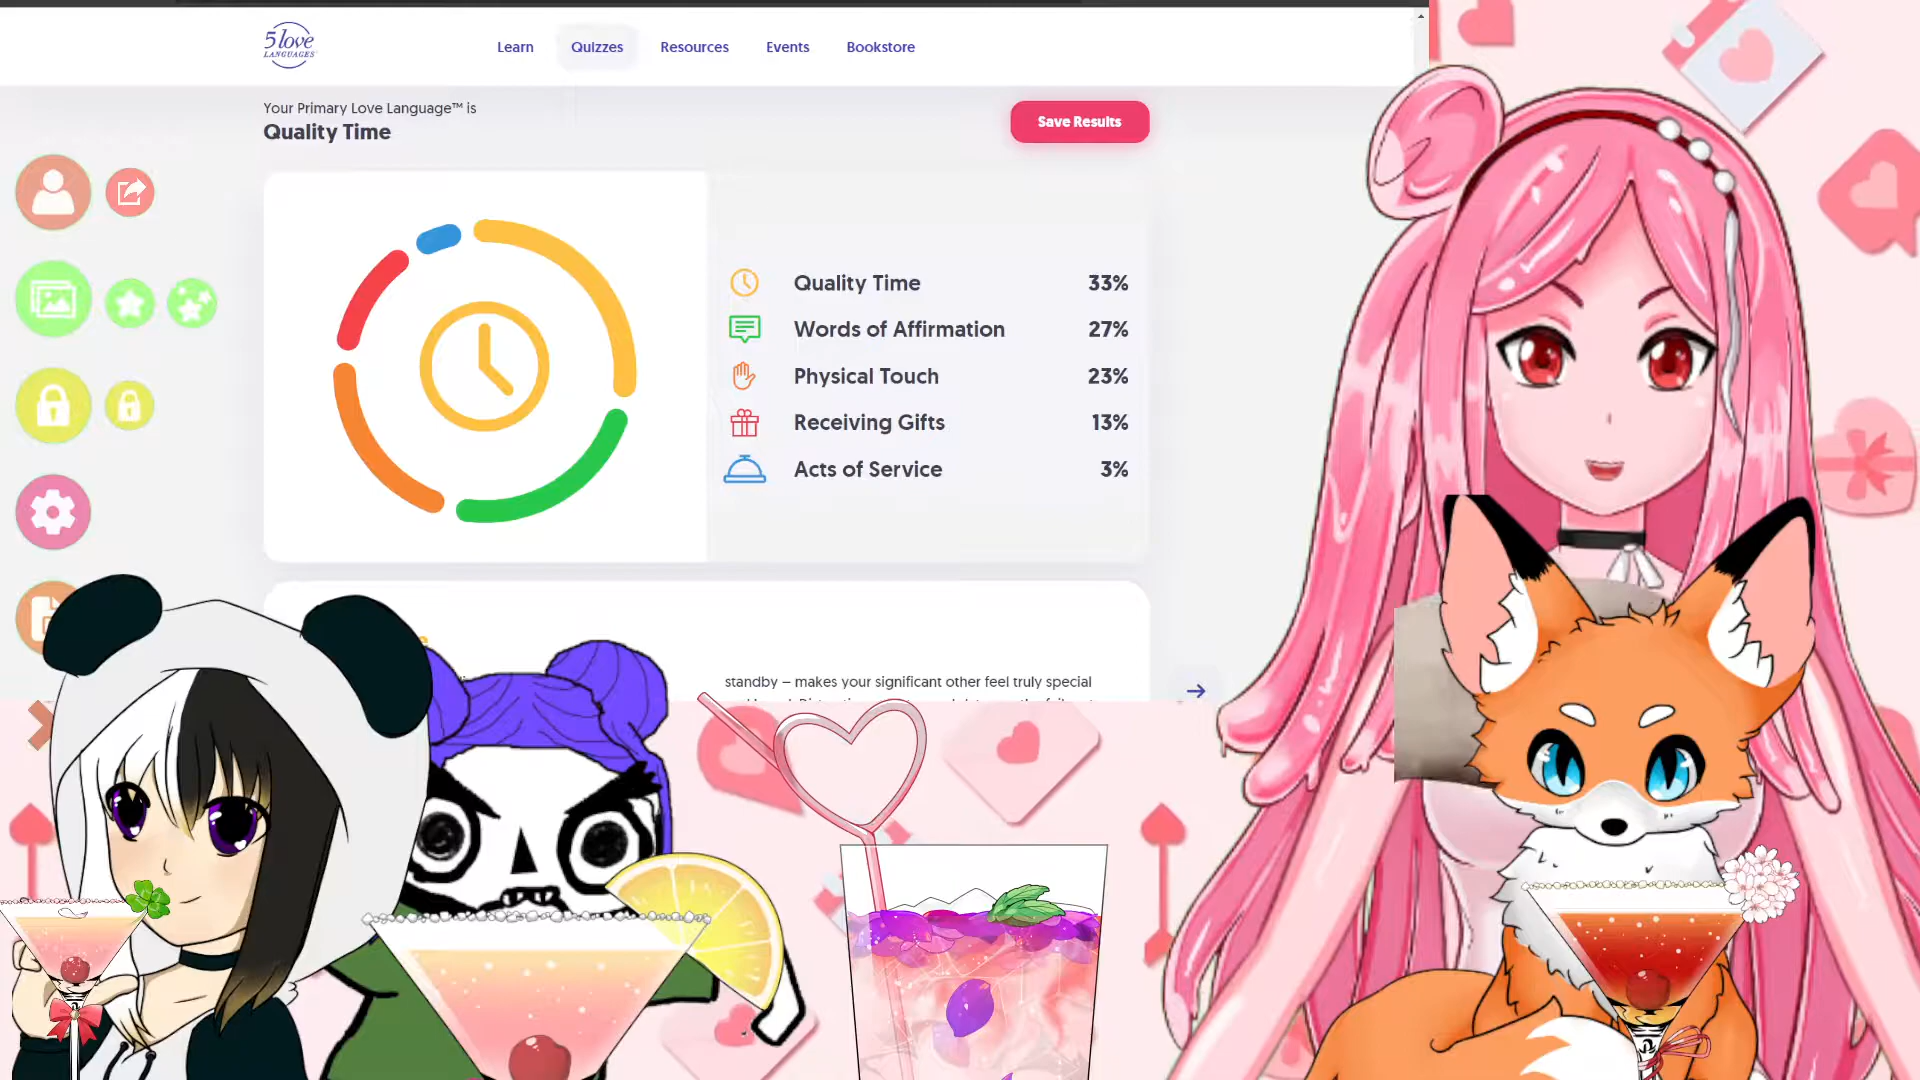 5 love
LANGUAGES
Learn
Quizzes
Resources
Events
Bookstore
Your Primary Love Language™ is
Quality Time
Save Results
Quality Time 33%
Words of Affirmation 27%
Physical Touch 23%
Receiving Gifts 13%
Acts of Service 3%
standby – makes your significant other feel truly special